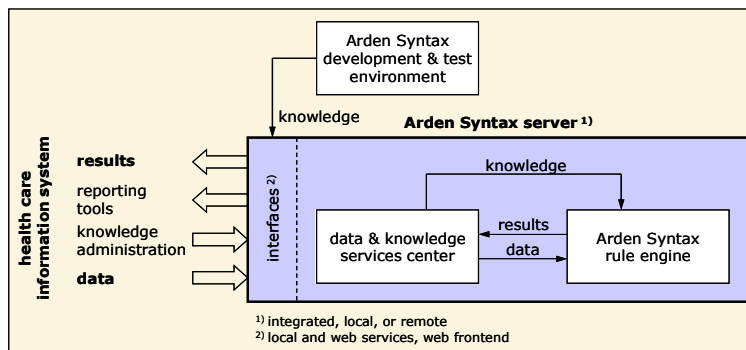 Arden Syntax
development & test
environment
knowledge
Arden Syntax server 1)
health care
information system
results
reporting
tools
knowledge
administration
data
interfaces 2)
knowledge
data & knowledge
services center
results
data
Arden Syntax
rule engine
1) integrated, local, or remote
2) local and web services, web frontend